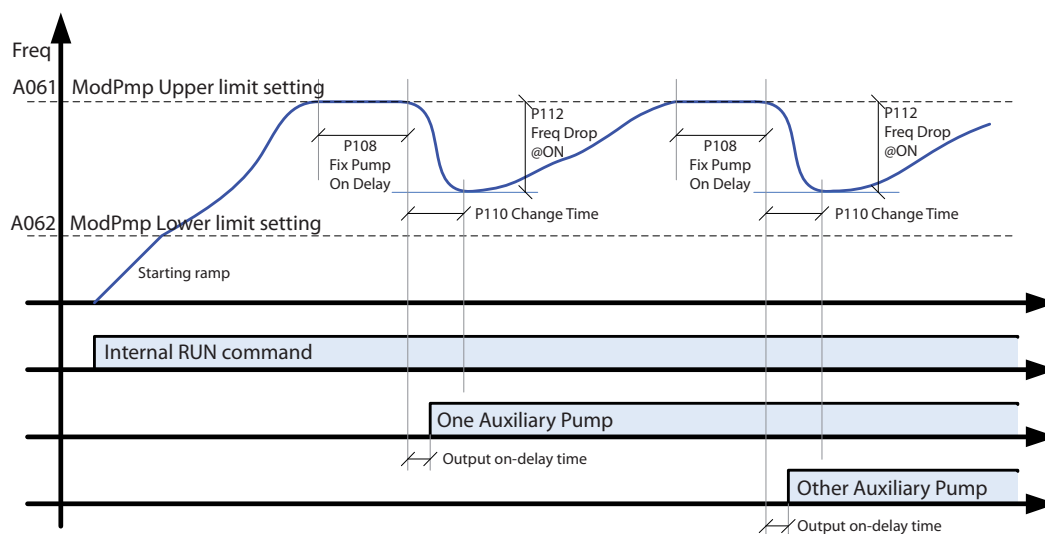 Freq
A061 ModPmp Upper limit setting
P108
Fix Pump
On Delay
P112
Freq Drop
@ON
P110 Change Time
P108
Fix Pump
On Delay
P112
Freq Drop
@ON
P110 Change Time
A062 ModPmp Lower limit setting
Starting ramp
Internal RUN command
One Auxiliary Pump
Output on-delay time
Other Auxiliary Pump
Output on-delay time